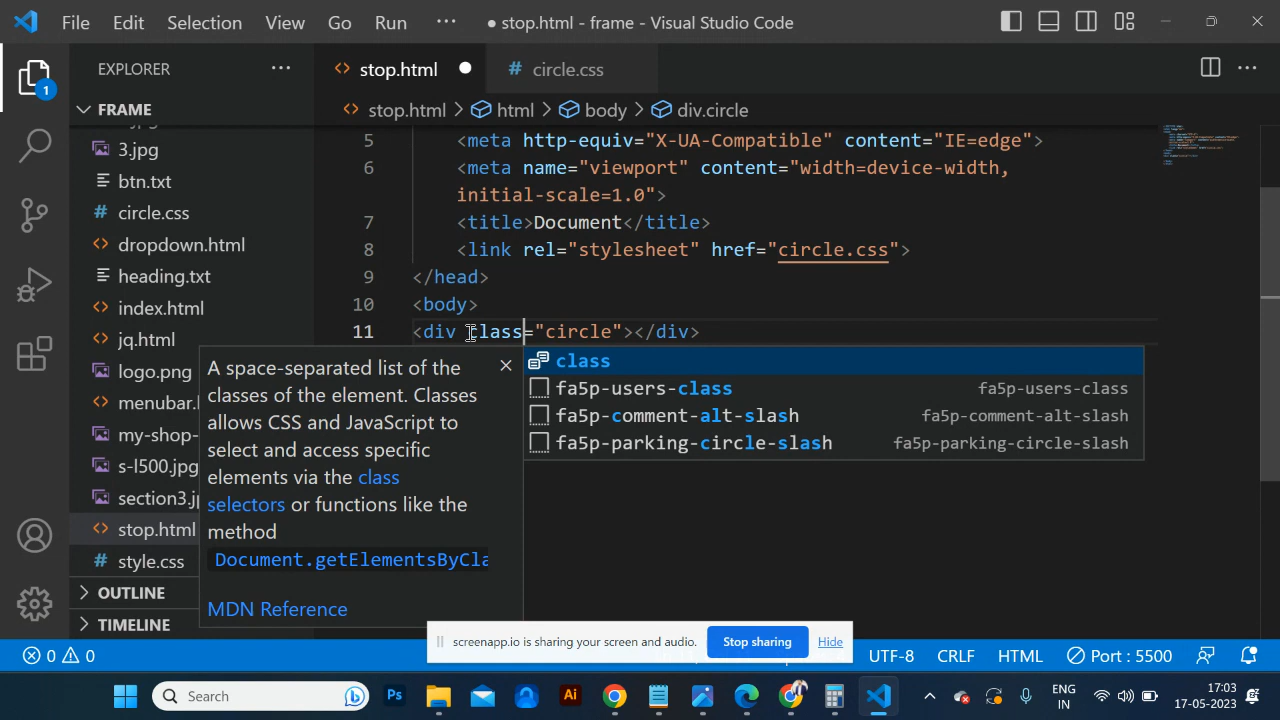 File Edit Selection View Go Run ··· ● stop.html - frame - Visual Studio Code
EXPLORER ···
stop.html ●
circle.css
FRAME
stop.html > html > body > div.circle
3.jpg
btn.txt
circle.css
dropdown.html
heading.txt
index.html
jq.html
logo.png
menubar.
my-shop-
s-l500.jpg
section3.j
stop.html
style.css
OUTLINE
TIMELINE
1
5 <meta http-equiv="X-UA-Compatible" content="IE=edge">
6 <meta name="viewport" content="width=device-width,
initial-scale=1.0">
7 <title>Document</title>
8 <link rel="stylesheet" href="circle.css">
9 </head>
10 <body>
11 <div class="circle"></div>
A space-separated list of the
classes of the element. Classes
allows CSS and JavaScript to
select and access specific
elements via the class
selectors or functions like the
method
Document.getElementsByCla
MDN Reference
class
fa5p-users-class fa5p-users-class
fa5p-comment-alt-slash fa5p-comment-alt-slash
fa5p-parking-circle-slash fa5p-parking-circle-slash
screenapp.io is sharing your screen and audio. Stop sharing Hide
0 0 UTF-8 CRLF HTML Port : 5500
Search Ps Ai ENG
IN
17:03
17-05-2023